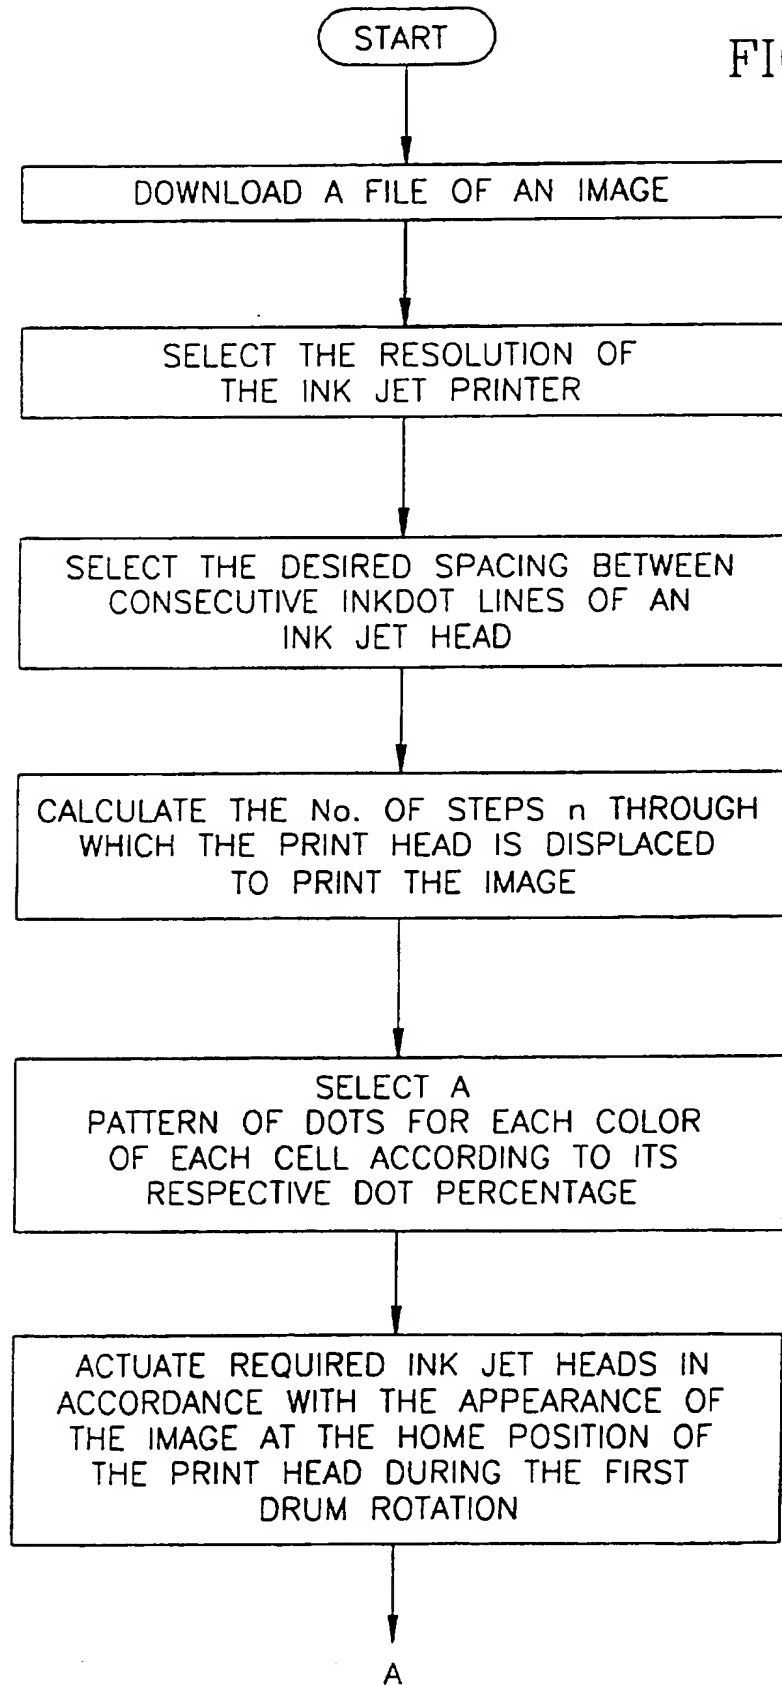 START
FIG
DOWNLOAD A FILE OF AN IMAGE
SELECT THE RESOLUTION OF
THE INK JET PRINTER
SELECT THE DESIRED SPACING BETWEEN
CONSECUTIVE INKDOT LINES OF AN
INK JET HEAD
CALCULATE THE No. OF STEPS n THROUGH
WHICH THE PRINT HEAD IS DISPLACED
TO PRINT THE IMAGE
SELECT A
PATTERN OF DOTS FOR EACH COLOR
OF EACH CELL ACCORDING TO ITS
RESPECTIVE DOT PERCENTAGE
ACTUATE REQUIRED INK JET HEADS IN
ACCORDANCE WITH THE APPEARANCE OF
THE IMAGE AT THE HOME POSITION OF
THE PRINT HEAD DURING THE FIRST
DRUM ROTATION
A